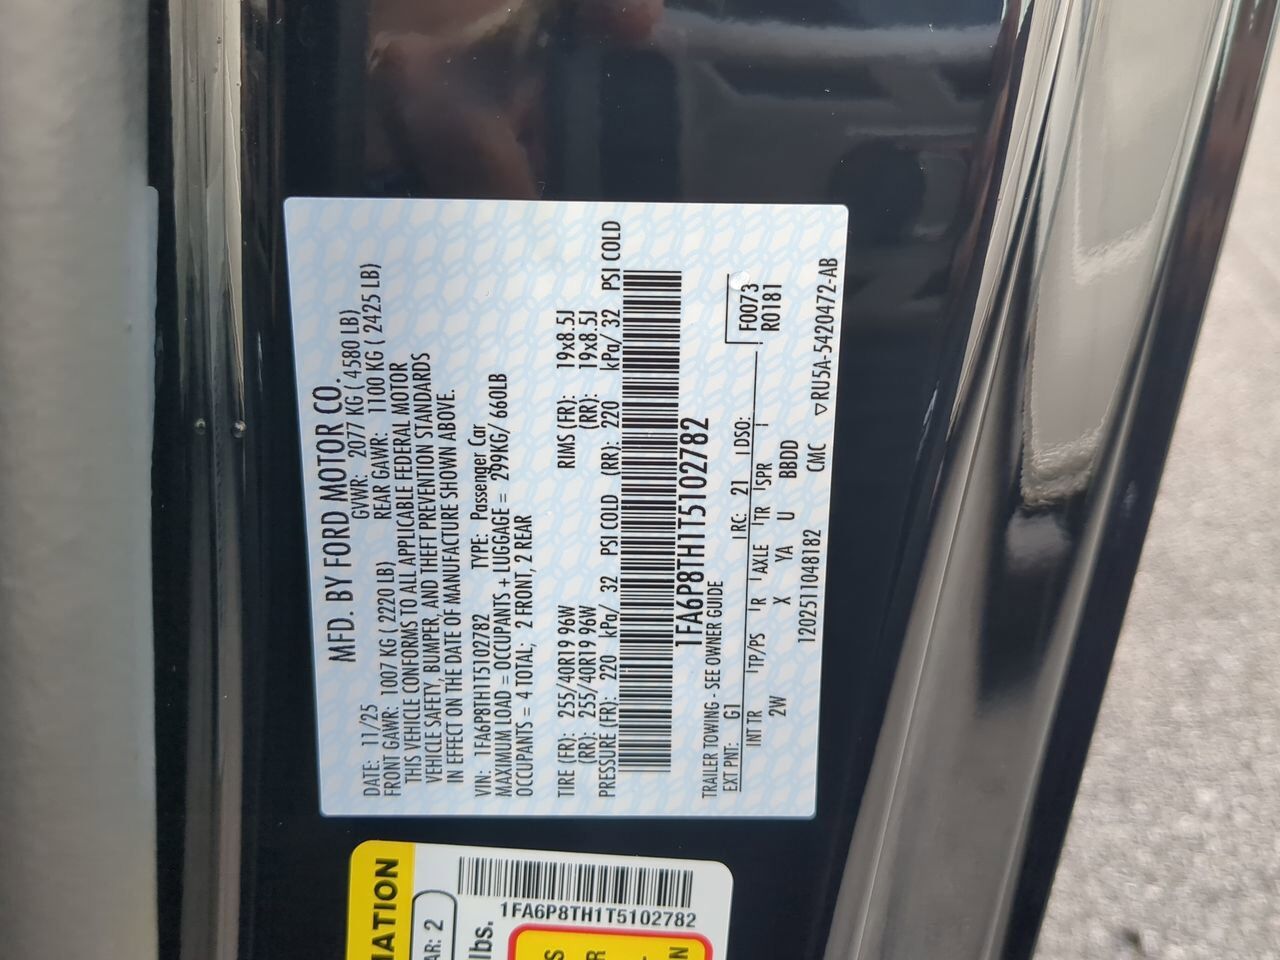 MFD. BY FORD MOTOR CO.
DATE: 11/25 GVWR: 2077 KG ( 4580 LB)
FRONT GAWR: 1007 KG ( 2220 LB) REAR GAWR: 1100 KG ( 2425 LB)
THIS VEHICLE CONFORMS TO ALL APPLICABLE FEDERAL MOTOR
VEHICLE SAFETY, BUMPER, AND THEFT PREVENTION STANDARDS
IN EFFECT ON THE DATE OF MANUFACTURE SHOWN ABOVE.
VIN: 1FA6P8TH1T5102782 TYPE: Passenger Car
MAXIMUM LOAD = OCCUPANTS + LUGGAGE = 299KG/ 660LB
OCCUPANTS = 4 TOTAL; 2 FRONT, 2 REAR
TIRE (FR): 255/40R19 96W RIMS (FR): 19x8.5J
(RR): 255/40R19 96W (RR): 19x8.5J
PRESSURE (FR): 220 kPa/ 32 PSI COLD (RR): 220 kPa/ 32 PSI COLD
1FA6P8TH1T5102782
TRAILER TOWING - SEE OWNER GUIDE
EXT PNT: G1 RC: 21 DSO: F0073
R0181
INT TR TP/PS R AXLE TR SPR
2W X YA U BBDD
120251104818​2 CMC ▽RU5A-5420472-AB
MATION
AR: 2
lbs.
1FA6P8TH1T5102782